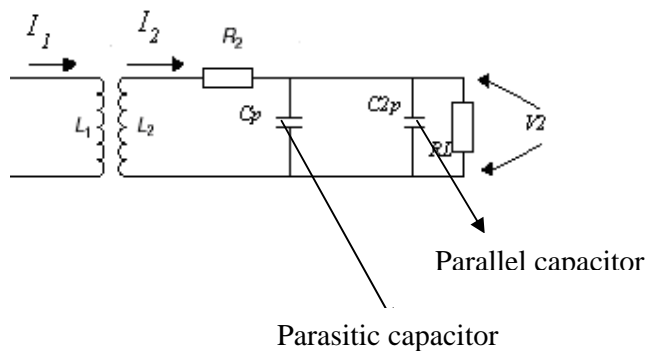 I1 I2 R2
Cp C2p
L1 L2 RL V2
Parallel capacitor
Parasitic capacitor